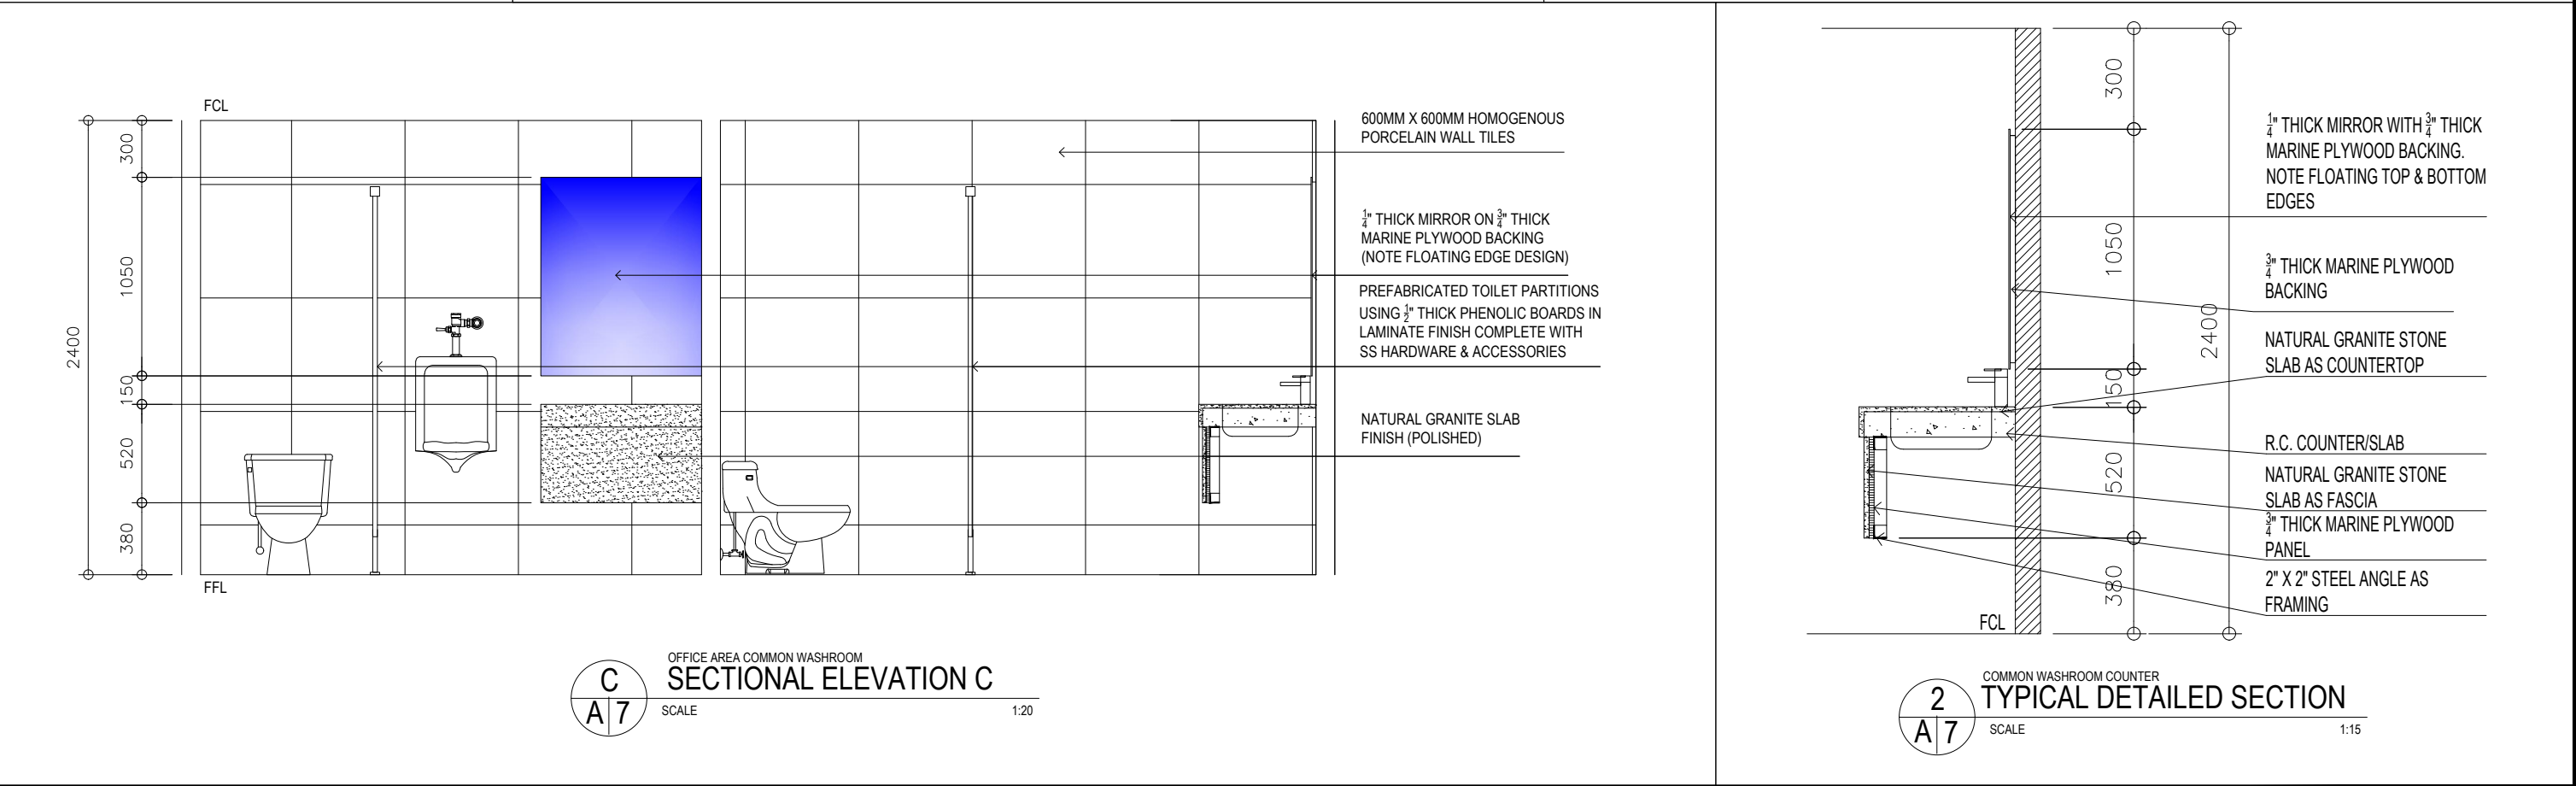 FCL
300
1050
2400
150
520
380
FFL
600MM X 600MM HOMOGENOUS
PORCELAIN WALL TILES
1/4" THICK MIRROR ON 3/4" THICK
MARINE PLYWOOD BACKING
(NOTE FLOATING EDGE DESIGN)
PREFABRICATED TOILET PARTITIONS
USING 1/2" THICK PHENOLIC BOARDS IN
LAMINATE FINISH COMPLETE WITH
SS HARDWARE & ACCESSORIES
NATURAL GRANITE SLAB
FINISH (POLISHED)
C
A 7
OFFICE AREA COMMON WASHROOM
SECTIONAL ELEVATION C
SCALE 1:20
300
1050
2400
150
520
380
FCL
1/4" THICK MIRROR WITH 3/4" THICK
MARINE PLYWOOD BACKING.
NOTE FLOATING TOP & BOTTOM
EDGES
3/4" THICK MARINE PLYWOOD
BACKING
NATURAL GRANITE STONE
SLAB AS COUNTERTOP
R.C. COUNTER/SLAB
NATURAL GRANITE STONE
SLAB AS FASCIA
3/4" THICK MARINE PLYWOOD
PANEL
2" X 2" STEEL ANGLE AS
FRAMING
2
A 7
COMMON WASHROOM COUNTER
TYPICAL DETAILED SECTION
SCALE 1:15